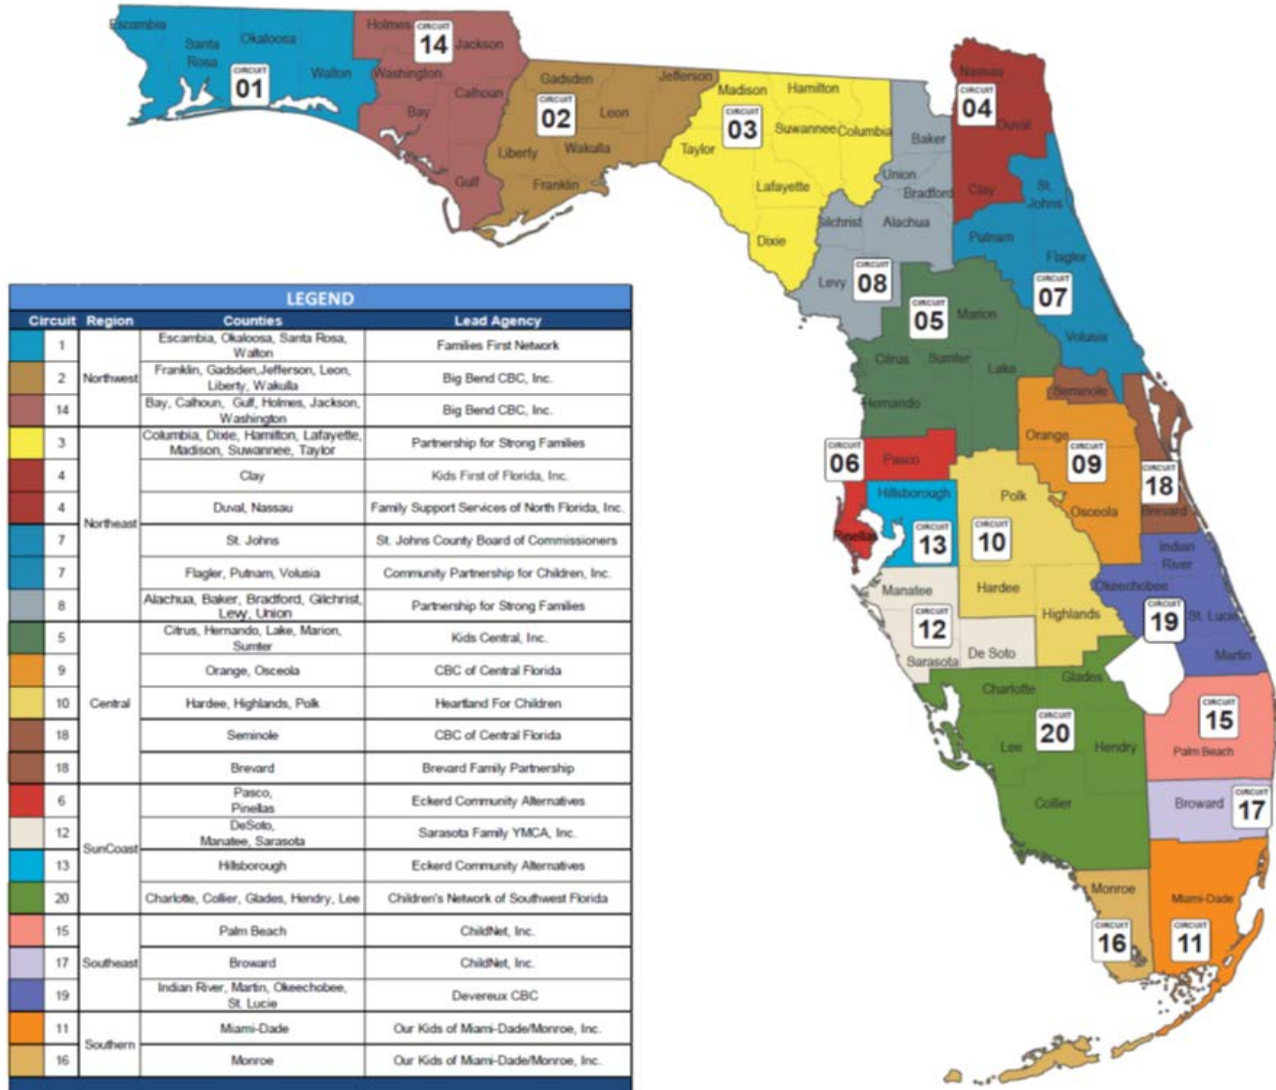 Escambia
Santa
Rosa
Okaloosa
Walton
CIRCUIT
01
Holmes
Jackson
Washington
Calhoun
Bay
Gulf
CIRCUIT
14
Gadsden
Jefferson
Leon
Liberty
Wakulla
Franklin
CIRCUIT
02
Madison
Hamilton
Taylor
Suwannee
Columbia
Lafayette
Dixie
CIRCUIT
03
Nassau
CIRCUIT
04
Duval
Clay
Baker
Union
Bradford
Gilchrist
Alachua
Levy
CIRCUIT
08
St.
Johns
Putnam
Flagler
CIRCUIT
07
Volusia
CIRCUIT
05
Marion
Citrus
Sumter
Lake
Hernando
Seminole
Orange
CIRCUIT
09
Osceola
CIRCUIT
18
Brevard
CIRCUIT
06
Pasco
Pinellas
Hillsborough
CIRCUIT
13
Polk
CIRCUIT
10
Hardee
Highlands
Manatee
CIRCUIT
12
Sarasota
De Soto
Indian
River
Okeechobee
CIRCUIT
19
St. Lucie
Martin
Charlotte
Glades
CIRCUIT
20
Lee
Hendry
Collier
CIRCUIT
15
Palm Beach
Broward
CIRCUIT
17
Monroe
CIRCUIT
16
Miami-Dade
CIRCUIT
11
LEGEND
Circuit Region Counties Lead Agency
1 Escambia, Okaloosa, Santa Rosa, Families First Network
Walton
Northwest
2 Franklin, Gadsden,Jefferson, Leon, Big Bend CBC, Inc.
Liberty, Wakulla
14 Bay, Calhoun, Gulf, Holmes, Jackson, Big Bend CBC, Inc.
Washington
3 Columbia, Dixie, Hamilton, Lafayette, Partnership for Strong Families
Madison, Suwannee, Taylor
4 Clay Kids First of Florida, Inc.
4 Duval, Nassau Family Support Services of North Florida, Inc.
Northeast
7 St. Johns St. Johns County Board of Commissioners
7 Flagler, Putnam, Volusia Community Partnership for Children, Inc.
8 Alachua, Baker, Bradford, Gilchrist, Partnership for Strong Families
Levy, Union
5 Citrus, Hernando, Lake, Marion, Kids Central, Inc.
Sumter
9 Orange, Osceola CBC of Central Florida
10 Central Hardee, Highlands, Polk Heartland For Children
18 Seminole CBC of Central Florida
18 Brevard Brevard Family Partnership
6 Pasco, Eckerd Community Alternatives
Pinellas
12 DeSoto, Sarasota Family YMCA, Inc.
Manatee, Sarasota
SunCoast
13 Hillsborough Eckerd Community Alternatives
20 Charlotte, Collier, Glades, Hendry, Lee Children's Network of Southwest Florida
15 Palm Beach ChildNet, Inc.
17 Southeast Broward ChildNet, Inc.
19 Indian River, Martin, Okeechobee, Devereux CBC
St. Lucie
11 Miami-Dade Our Kids of Miami-Dade/Monroe, Inc.
Southern
16 Monroe Our Kids of Miami-Dade/Monroe, Inc.